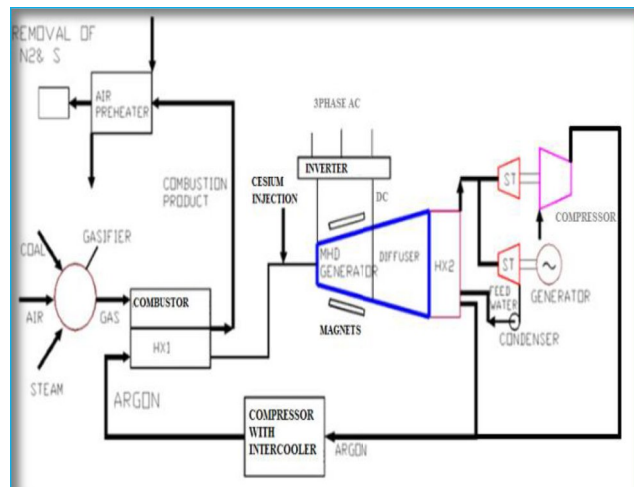 REMOVAL OF
N2& S
AIR
PREHEATER
3PHASE AC
INVERTER
DC
COMBUSTION
PRODUCT
CESIUM
INJECTION
ST
COMPRESSOR
GASIFIER
COAL
AIR
STEAM
GAS
COMBUSTOR
HX1
MHD
GENERATOR
DIFFUSER
HX2
MAGNETS
ST
GENERATOR
FEED
WATER
CONDENSER
ARGON
COMPRESSOR
WITH
INTERCOOLER
ARGON